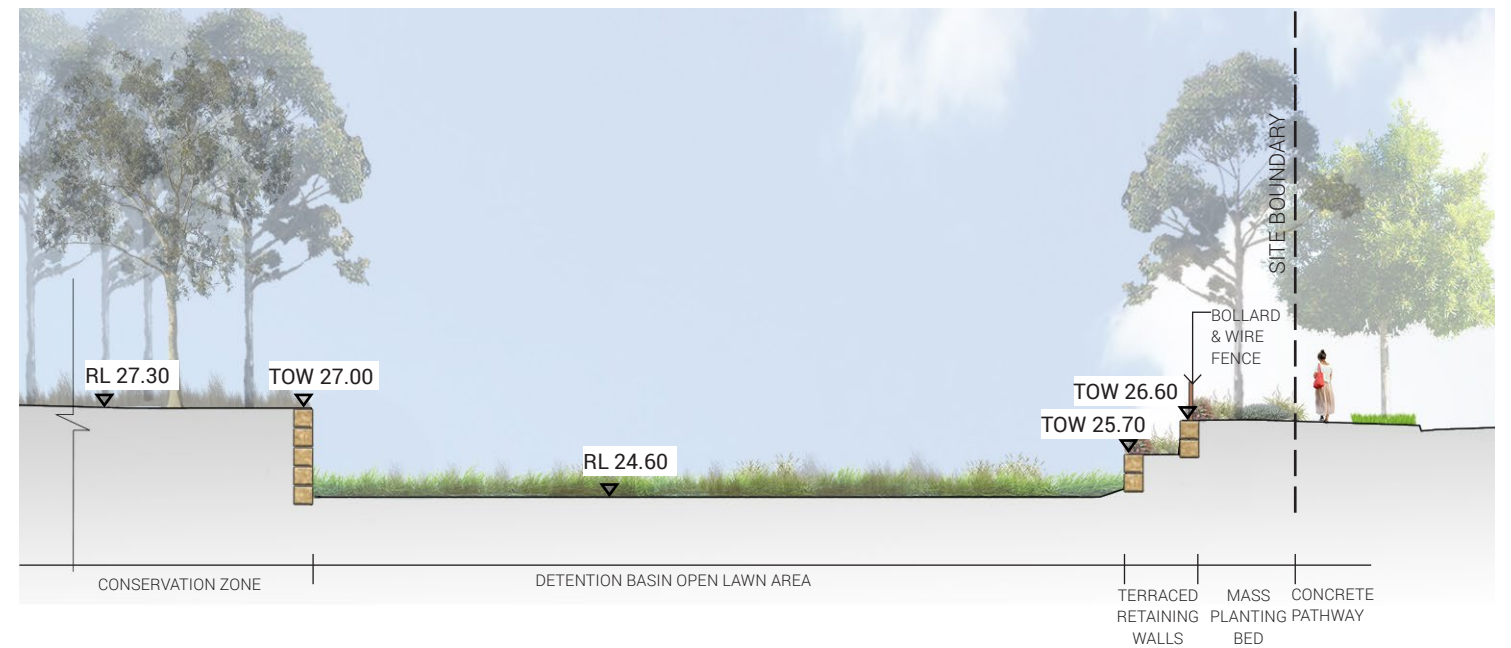 SITE BOUNDARY
BOLLARD
& WIRE
FENCE
RL 27.30
TOW 27.00
TOW 26.60
TOW 25.70
RL 24.60
CONSERVATION ZONE
DETENTION BASIN OPEN LAWN AREA
TERRACED
RETAINING
WALLS
MASS
PLANTING
BED
CONCRETE
PATHWAY